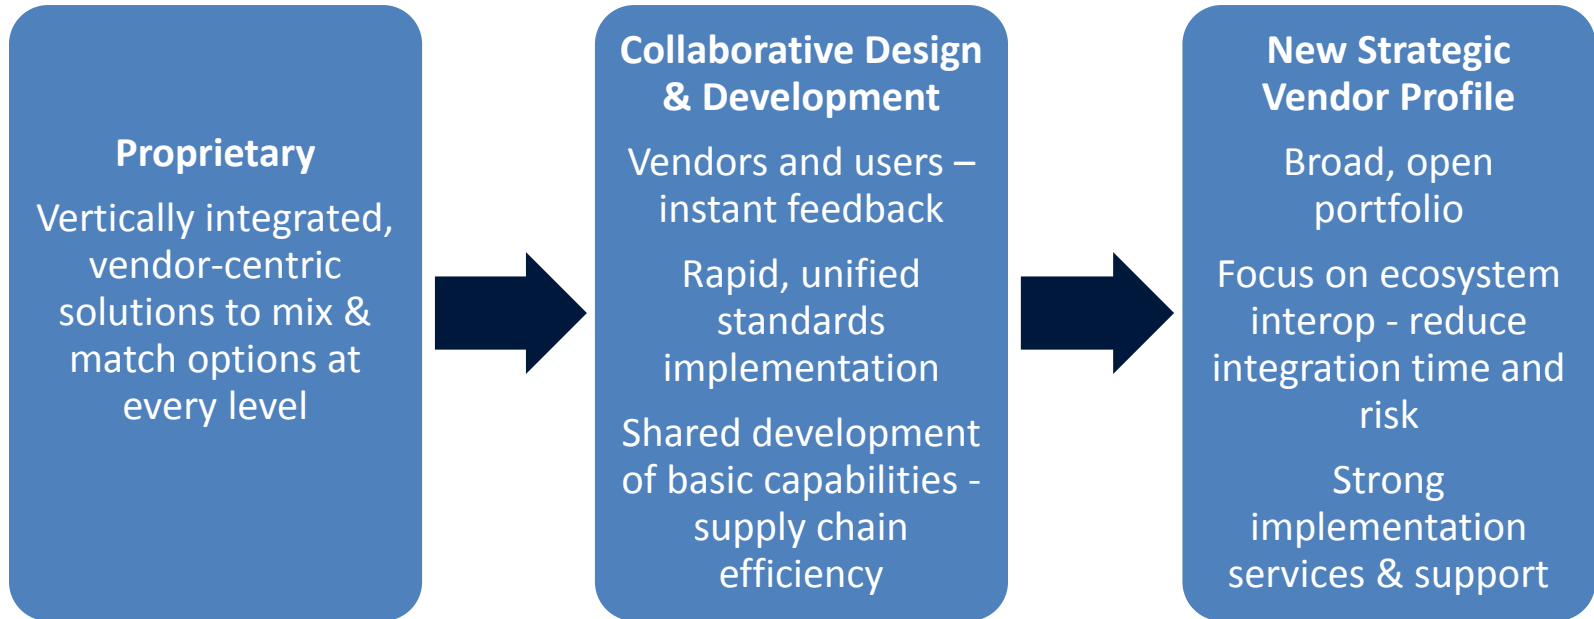 Proprietary
Vertically integrated,
vendor-centric
solutions to mix &
match options at
every level
Collaborative Design
& Development
Vendors and users –
instant feedback
Rapid, unified
standards
implementation
Shared development
of basic capabilities -
supply chain
efficiency
New Strategic
Vendor Profile
Broad, open
portfolio
Focus on ecosystem
interop - reduce
integration time and
risk
Strong
implementation
services & support